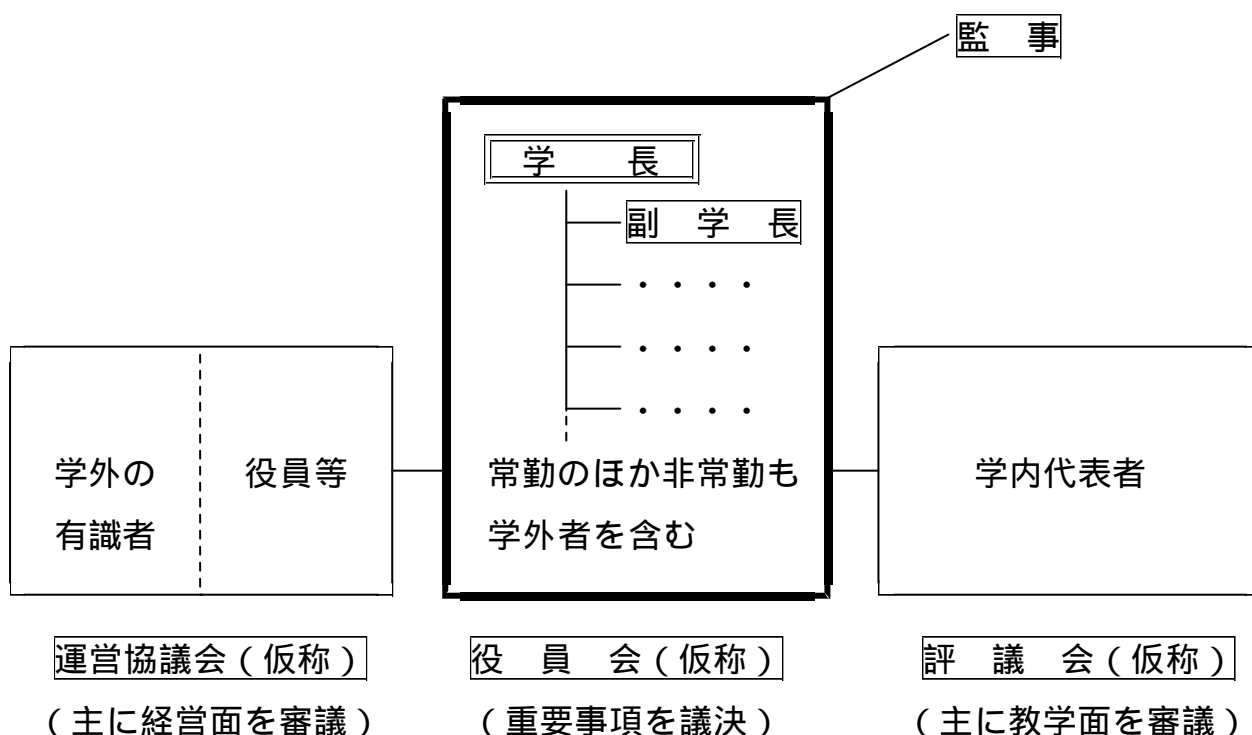 監　事
学　　長
副　学　長
・・・・
・・・・
・・・・
学外の
有識者
役員等
常勤のほか非常勤も
学外者を含む
学内代表者
運営協議会（仮称）
役　員　会（仮称）
評　議　会（仮称）
（主に経営面を審議）
（重要事項を議決）
（主に教学面を審議）